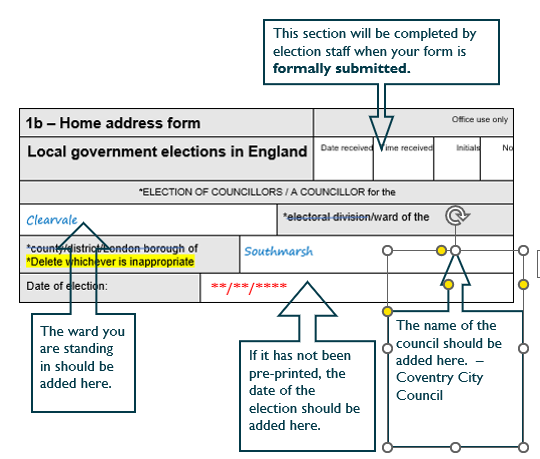 This section will be completed by
election staff when your form is
formally submitted.
1b – Home address form
Office use only
Local government elections in England
Date received
Time received
Initials
No
*ELECTION OF COUNCILLORS / A COUNCILLOR for the
Clearvale
*electoral division/ward of the
*county/district/London borough of
*Delete whichever is inappropriate
Southmarsh
Date of election:
**/**/****
The ward you
are standing
in should be
added here.
If it has not been
pre-printed, the
date of the
election should be
added here.
The name of the
council should be
added here. –
Coventry City
Council